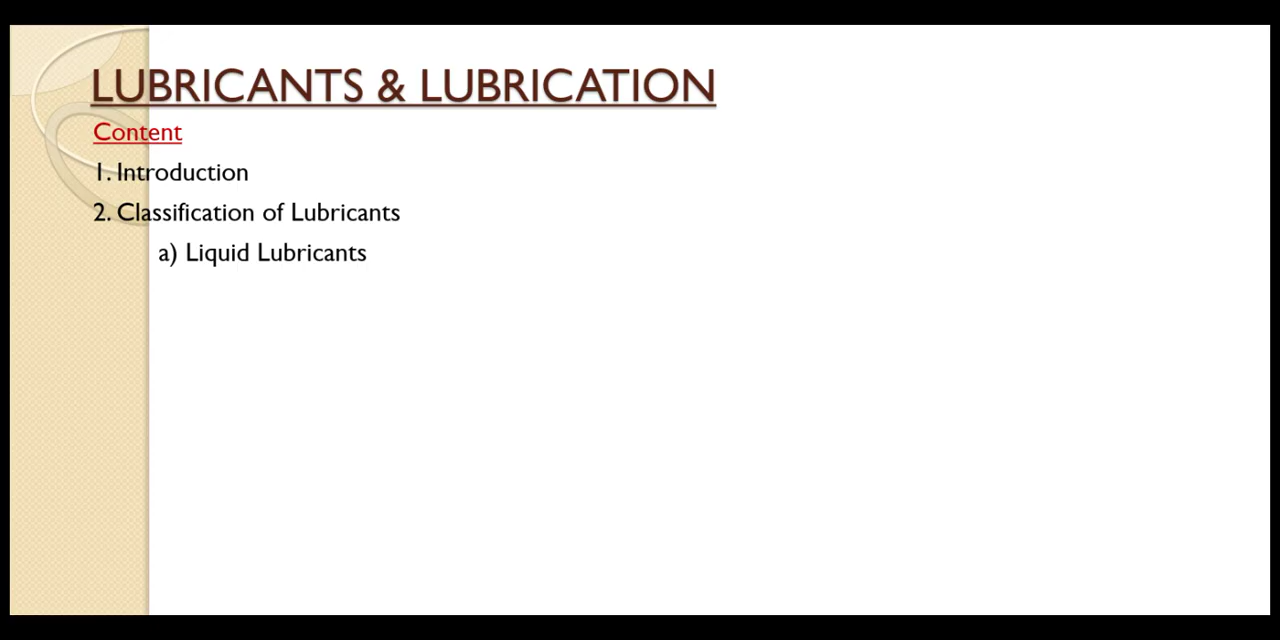 LUBRICANTS & LUBRICATION
Content
1. Introduction
2. Classification of Lubricants
a) Liquid Lubricants